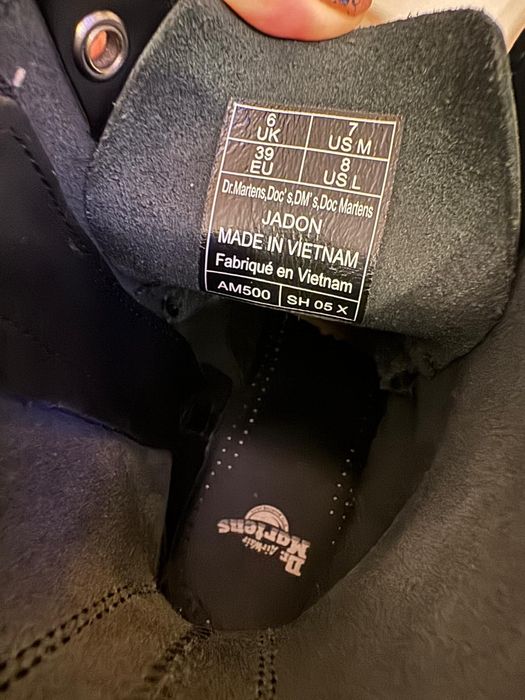 6 7
UK US M
39 8
EU US L
Dr.Martens,Doc's,DM's,Doc Martens
JADON
MADE IN VIETNAM
Fabriqué en Vietnam
AM500 SH 05 X
Dr.
AirWair
Martens